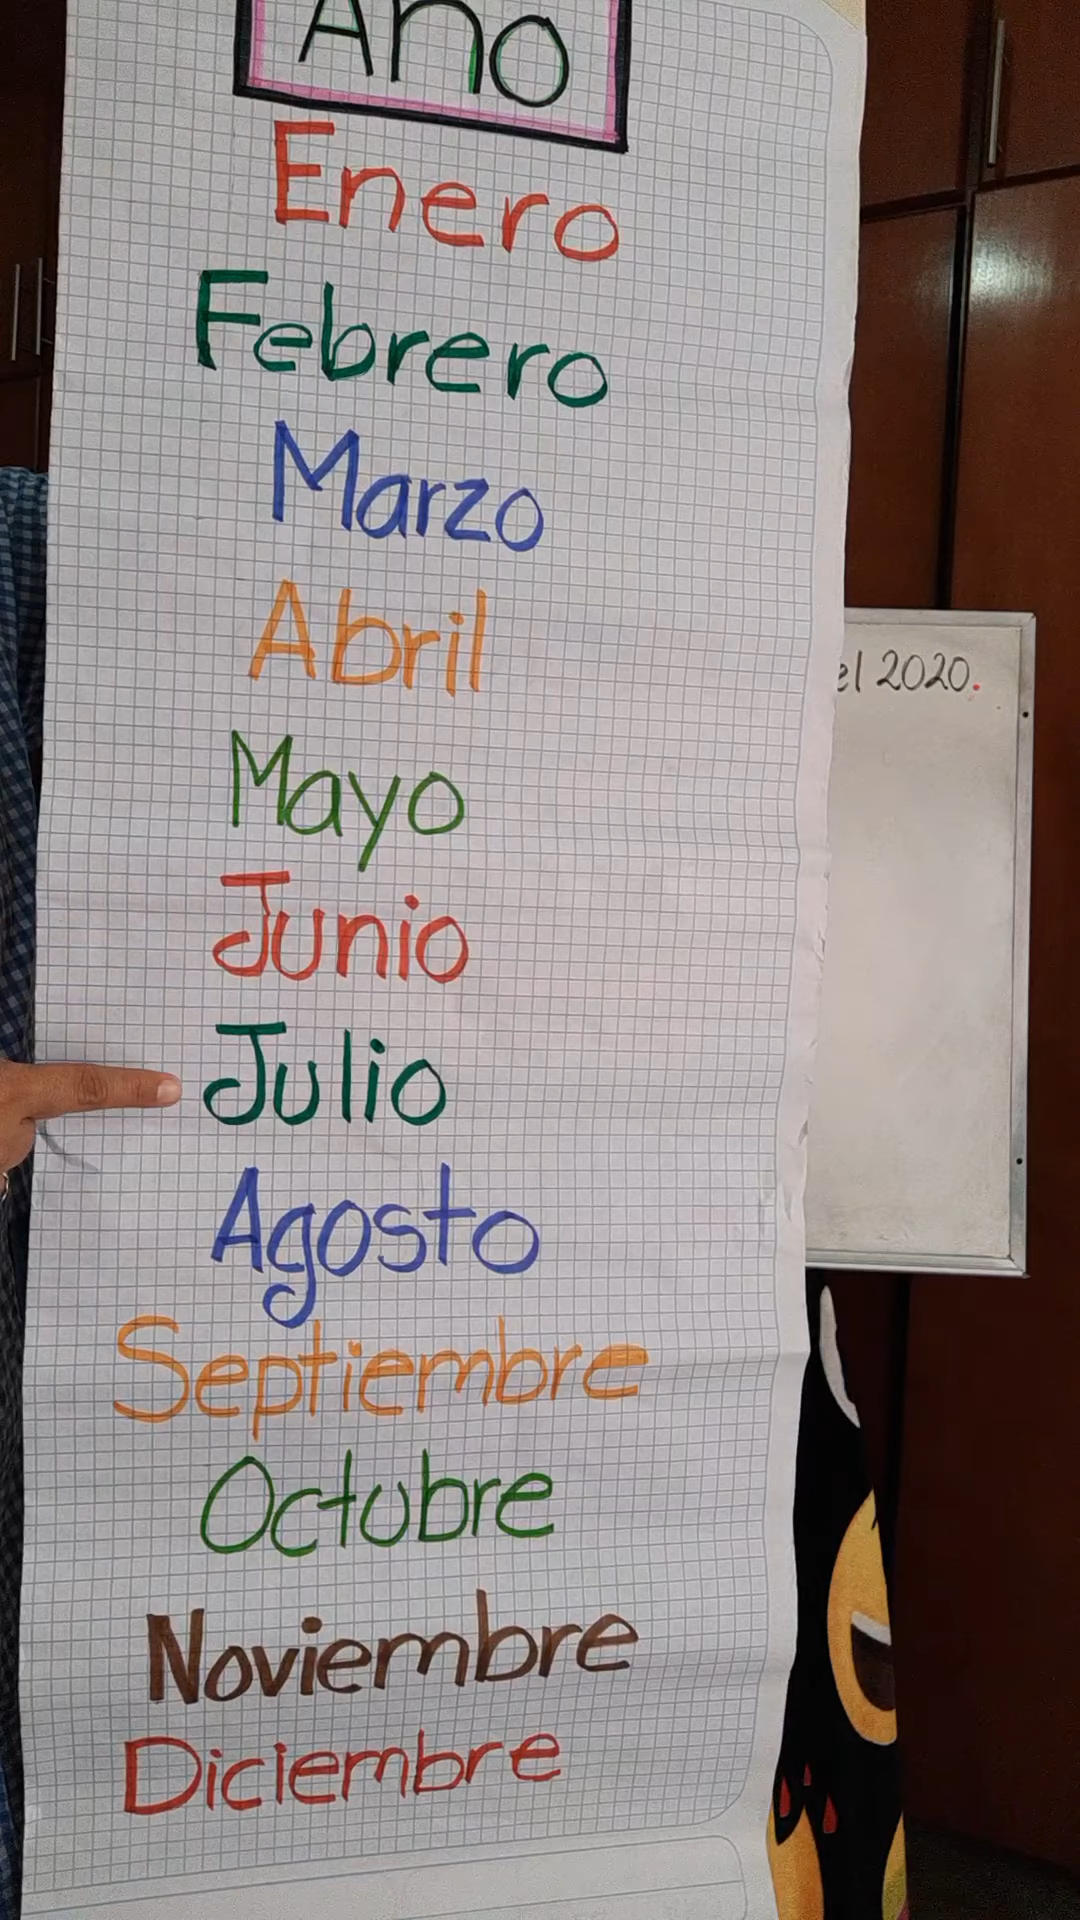 Año
Enero
Febrero
Marzo
Abril
Mayo
Junio
Julio
Agosto
Septiembre
Octubre
Noviembre
Diciembre
el 2020.